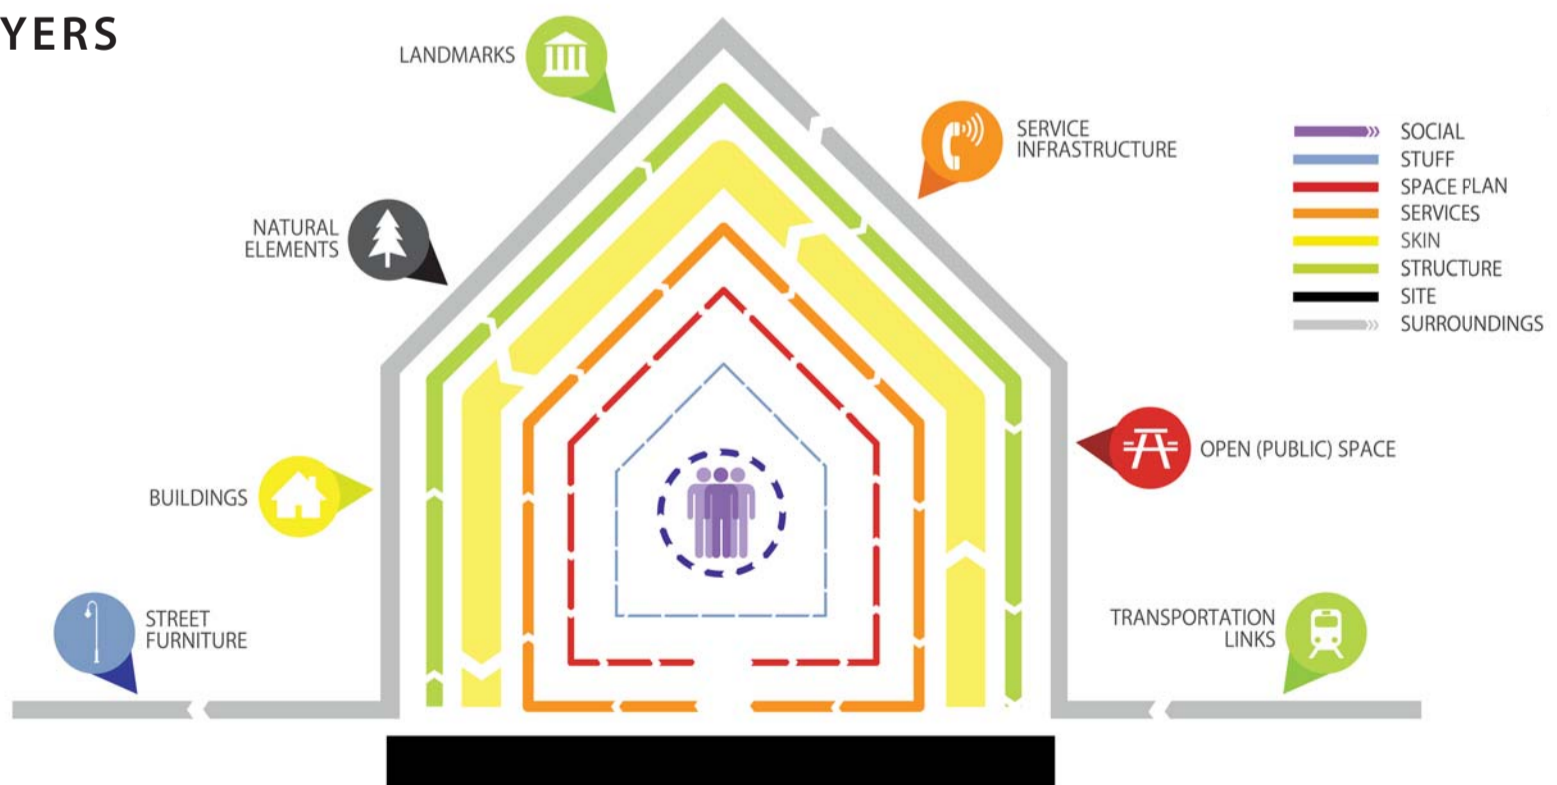 YERS
LANDMARKS
SERVICE
INFRASTRUCTURE
NATURAL
ELEMENTS
SOCIAL
STUFF
SPACE PLAN
SERVICES
SKIN
STRUCTURE
SITE
SURROUNDINGS
OPEN (PUBLIC) SPACE
BUILDINGS
STREET
FURNITURE
TRANSPORTATION
LINKS